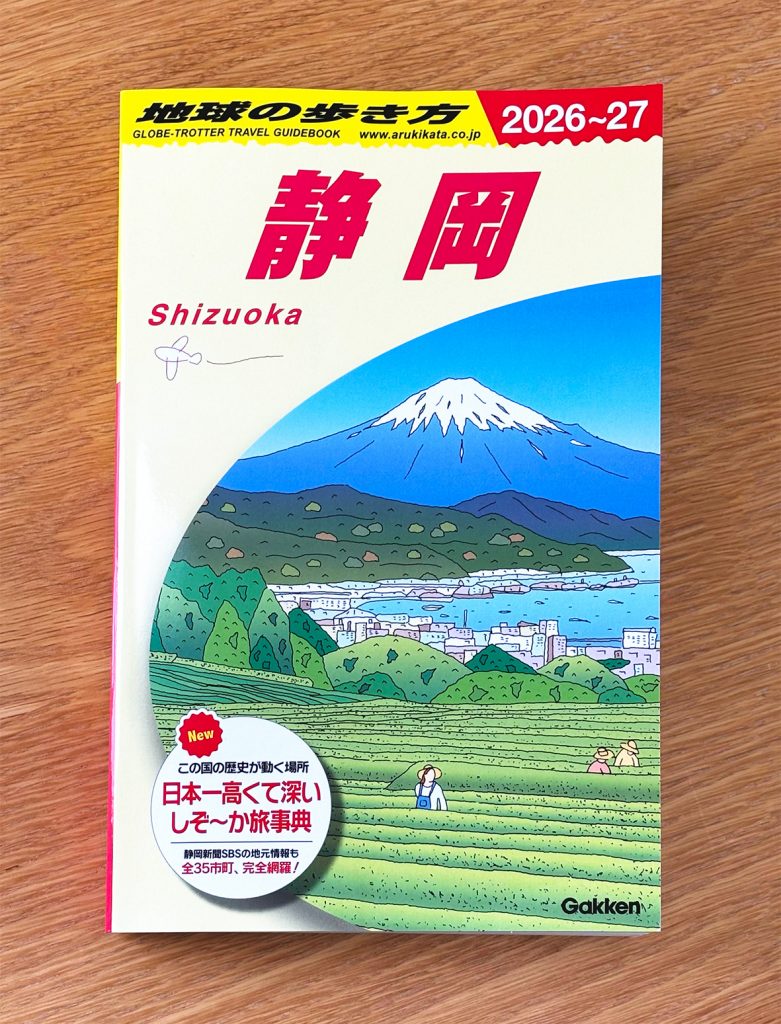 地球の歩き方
GLOBE-TROTTER TRAVEL GUIDEBOOK www.arukikata.co.jp
2026~27
静岡
Shizuoka
New
この国の歴史が動く場所
日本一高くて深い
しぞ〜か旅事典
静岡新聞SBSの地元情報も
全35市町、完全網羅!
Gakken